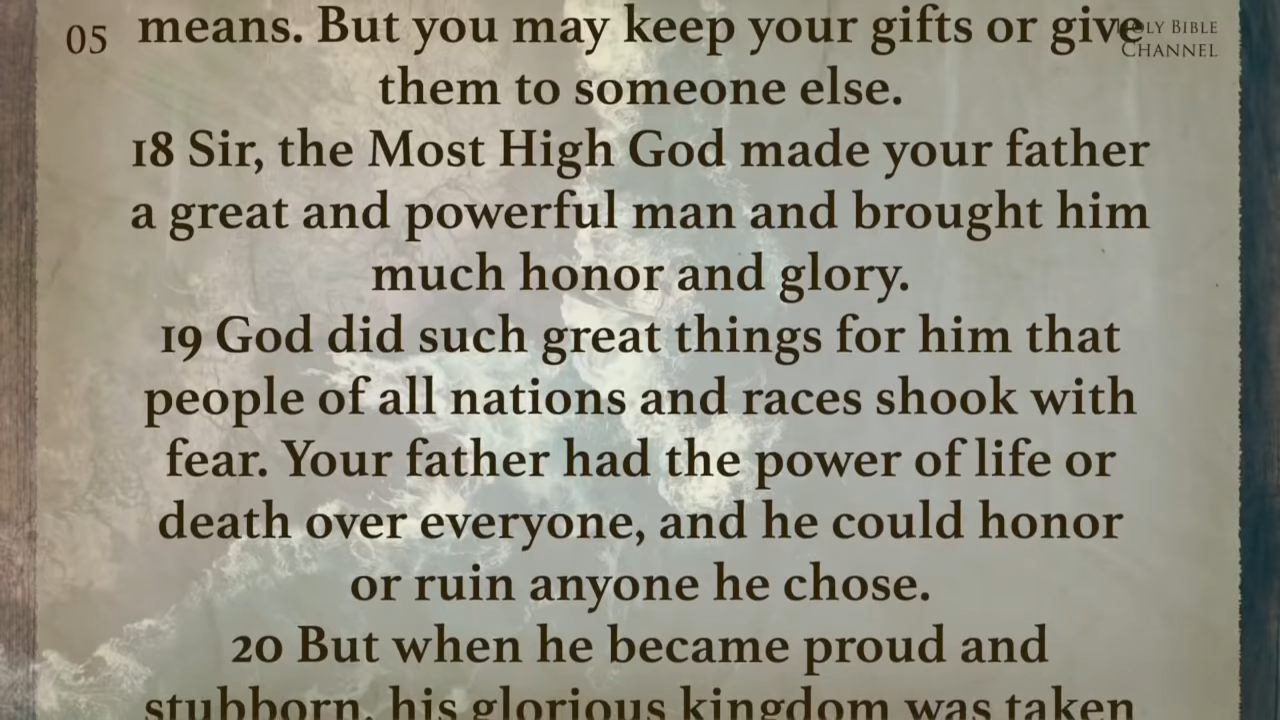 05
means. But you may keep your gifts or give
them to someone else.
18 Sir, the Most High God made your father
a great and powerful man and brought him
much honor and glory.
19 God did such great things for him that
people of all nations and races shook with
fear. Your father had the power of life or
death over everyone, and he could honor
or ruin anyone he chose.
20 But when he became proud and
stubborn, his glorious kingdom was taken
BIBLE
CHANNEL